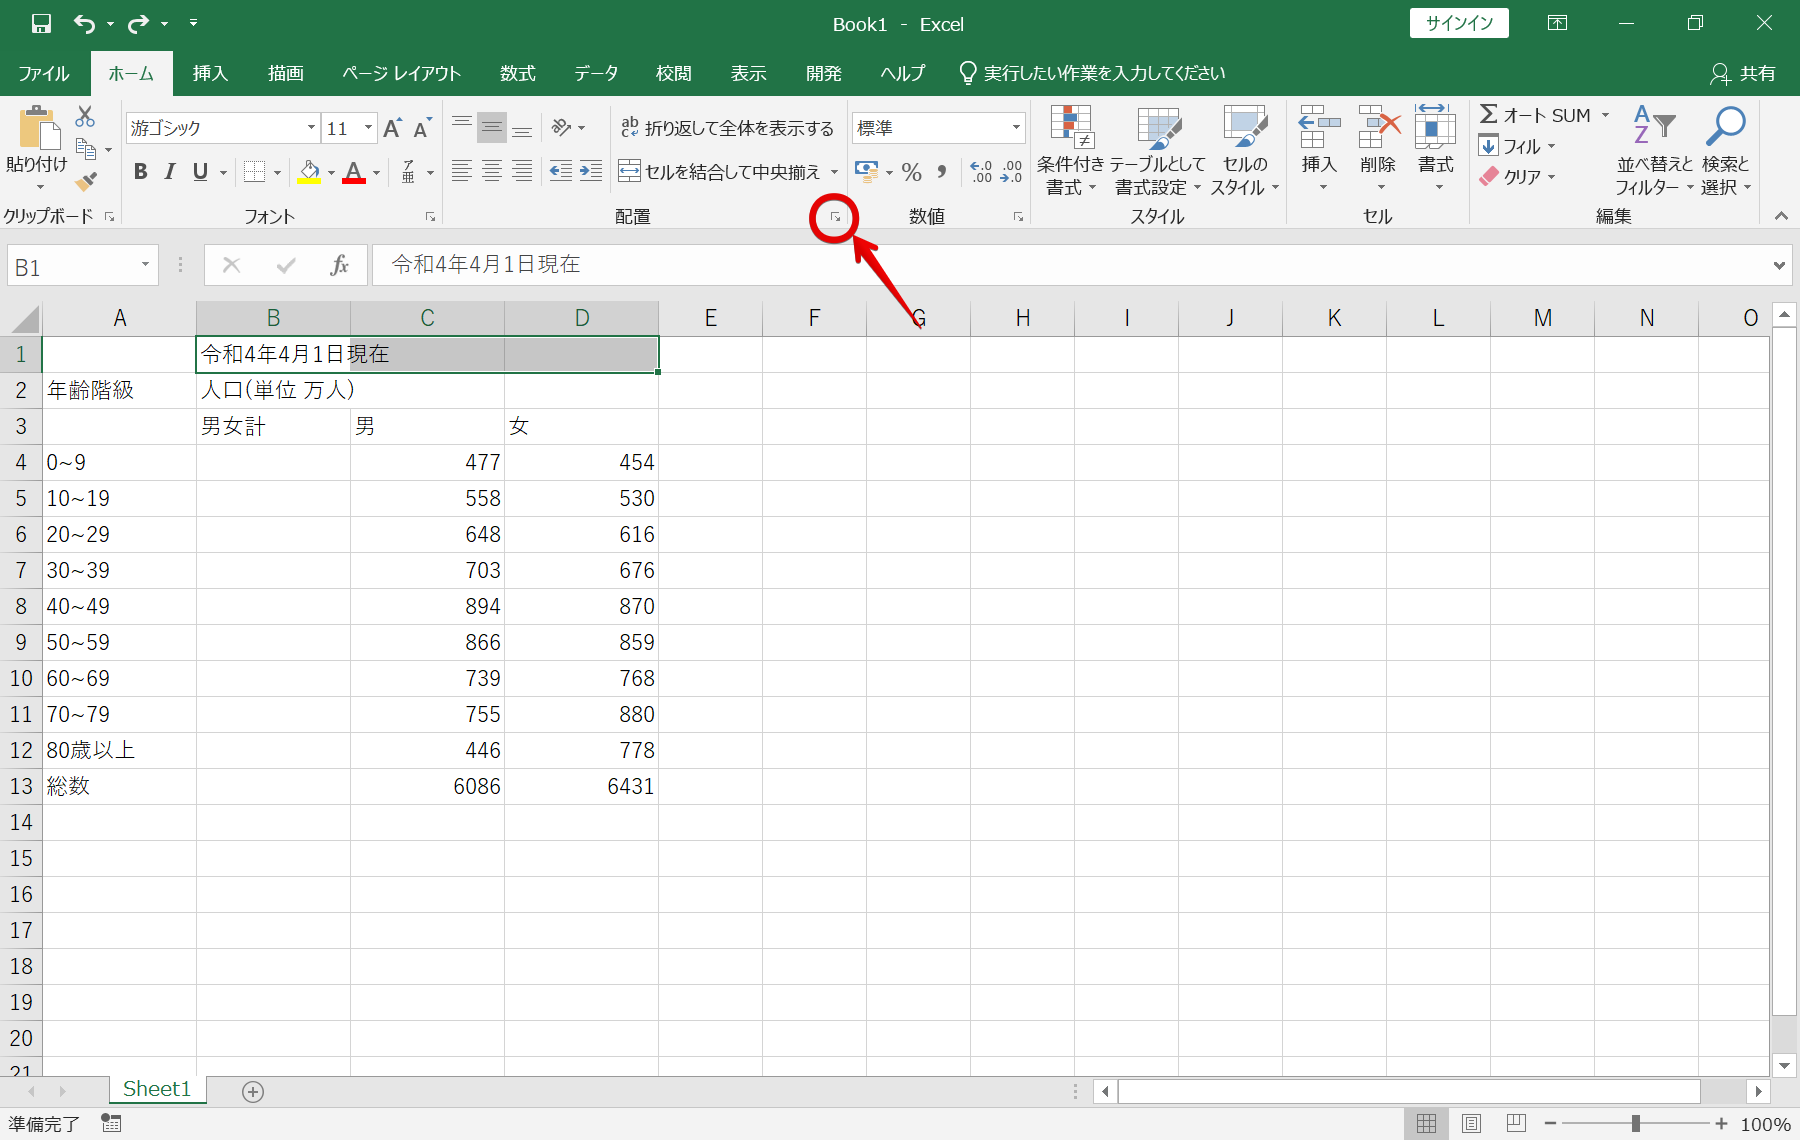 Book1 - Excel
サインイン
ファイル ホーム 挿入 描画 ページ レイアウト 数式 データ 校閲 表示 開発 ヘルプ 実行したい作業を入力してください 共有
貼り付け
クリップボード
游ゴシック 11 A A
B I U A ア亜
フォント
ab 折り返して全体を表示する
セルを結合して中央揃え
配置
標準
% , .0 .00 .00 .0
数値
条件付き書式
テーブルとして書式設定
セルのスタイル
スタイル
挿入 削除 書式
セル
Σ オート SUM
フィル
クリア
AZ 並べ替えとフィルター
検索と選択
編集
B1 fx 令和4年4月1日現在
A B C D E F G H I J K L M N O
1 令和4年4月1日現在
2 年齢階級 人口(単位 万人)
3 男女計 男 女
4 0~9 477 454
5 10~19 558 530
6 20~29 648 616
7 30~39 703 676
8 40~49 894 870
9 50~59 866 859
10 60~69 739 768
11 70~79 755 880
12 80歳以上 446 778
13 総数 6086 6431
14
15
16
17
18
19
20
21
Sheet1
準備完了 100%